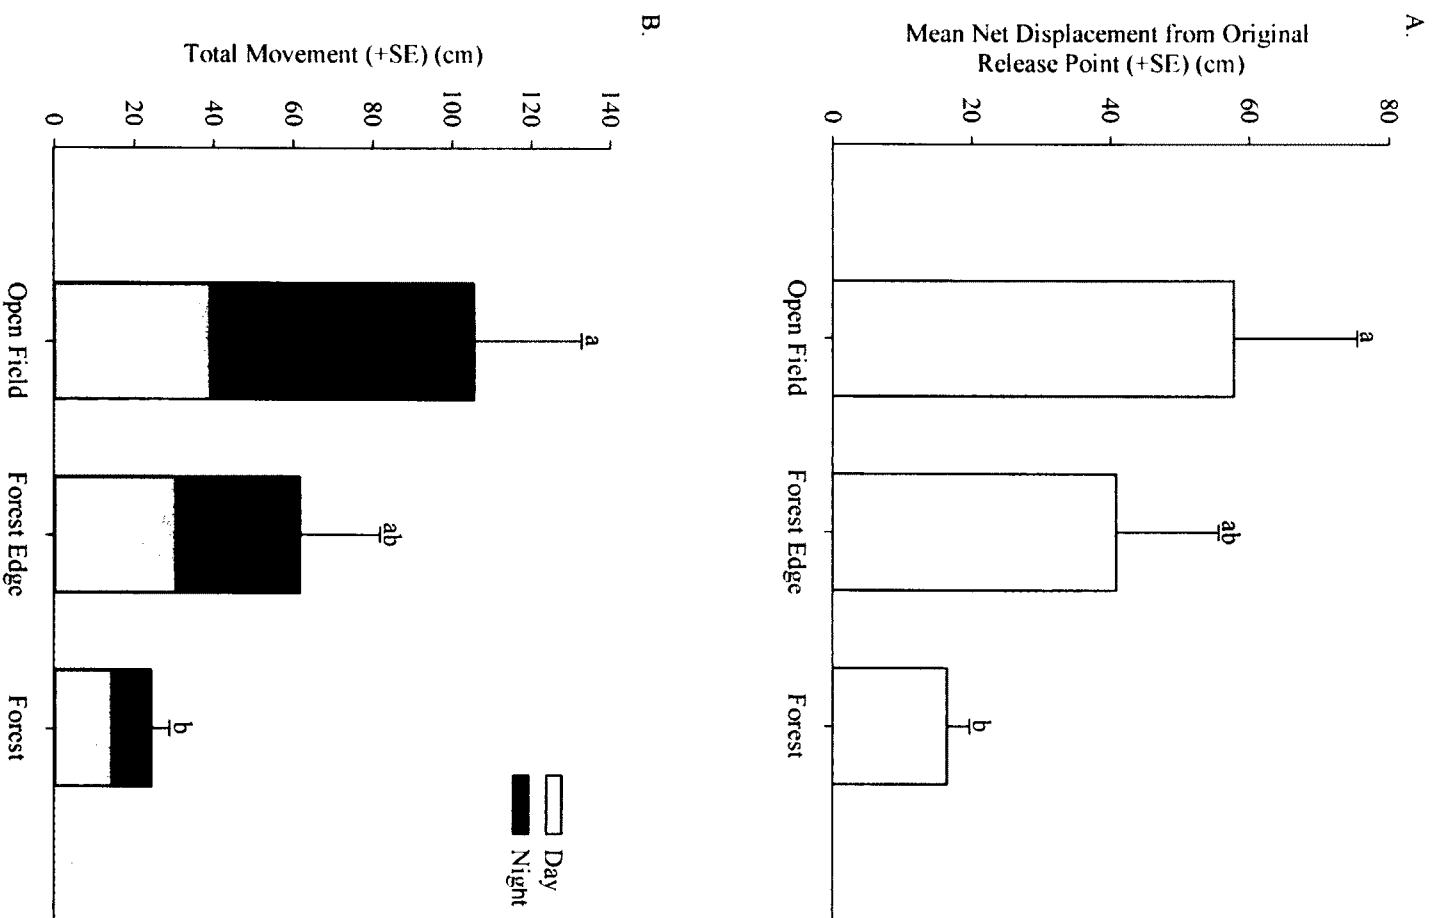 A.
Mean Net Displacement from Original
Release Point (+SE) (cm)
80
60
40
20
0
a
ab
b
Open Field
Forest Edge
Forest
B.
Total Movement (+SE) (cm)
140
120
100
80
60
40
20
0
a
ab
b
Day
Night
Open Field
Forest Edge
Forest